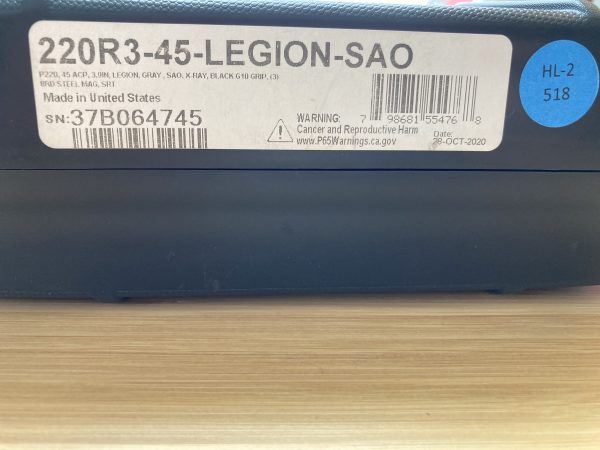 220R3-45-LEGION-SAO
P220, 45 ACP, 3.9IN, LEGION, GRAY , SAO, X-RAY, BLACK G10 GRIP, (3)
8RD STEEL MAG, SRT
Made in United States
SN:37B064745
WARNING:
Cancer and Reproductive Harm
www.P65Warnings.ca.gov
7 98681 55476 8
Date:
28-OCT-2020
HL-2
518